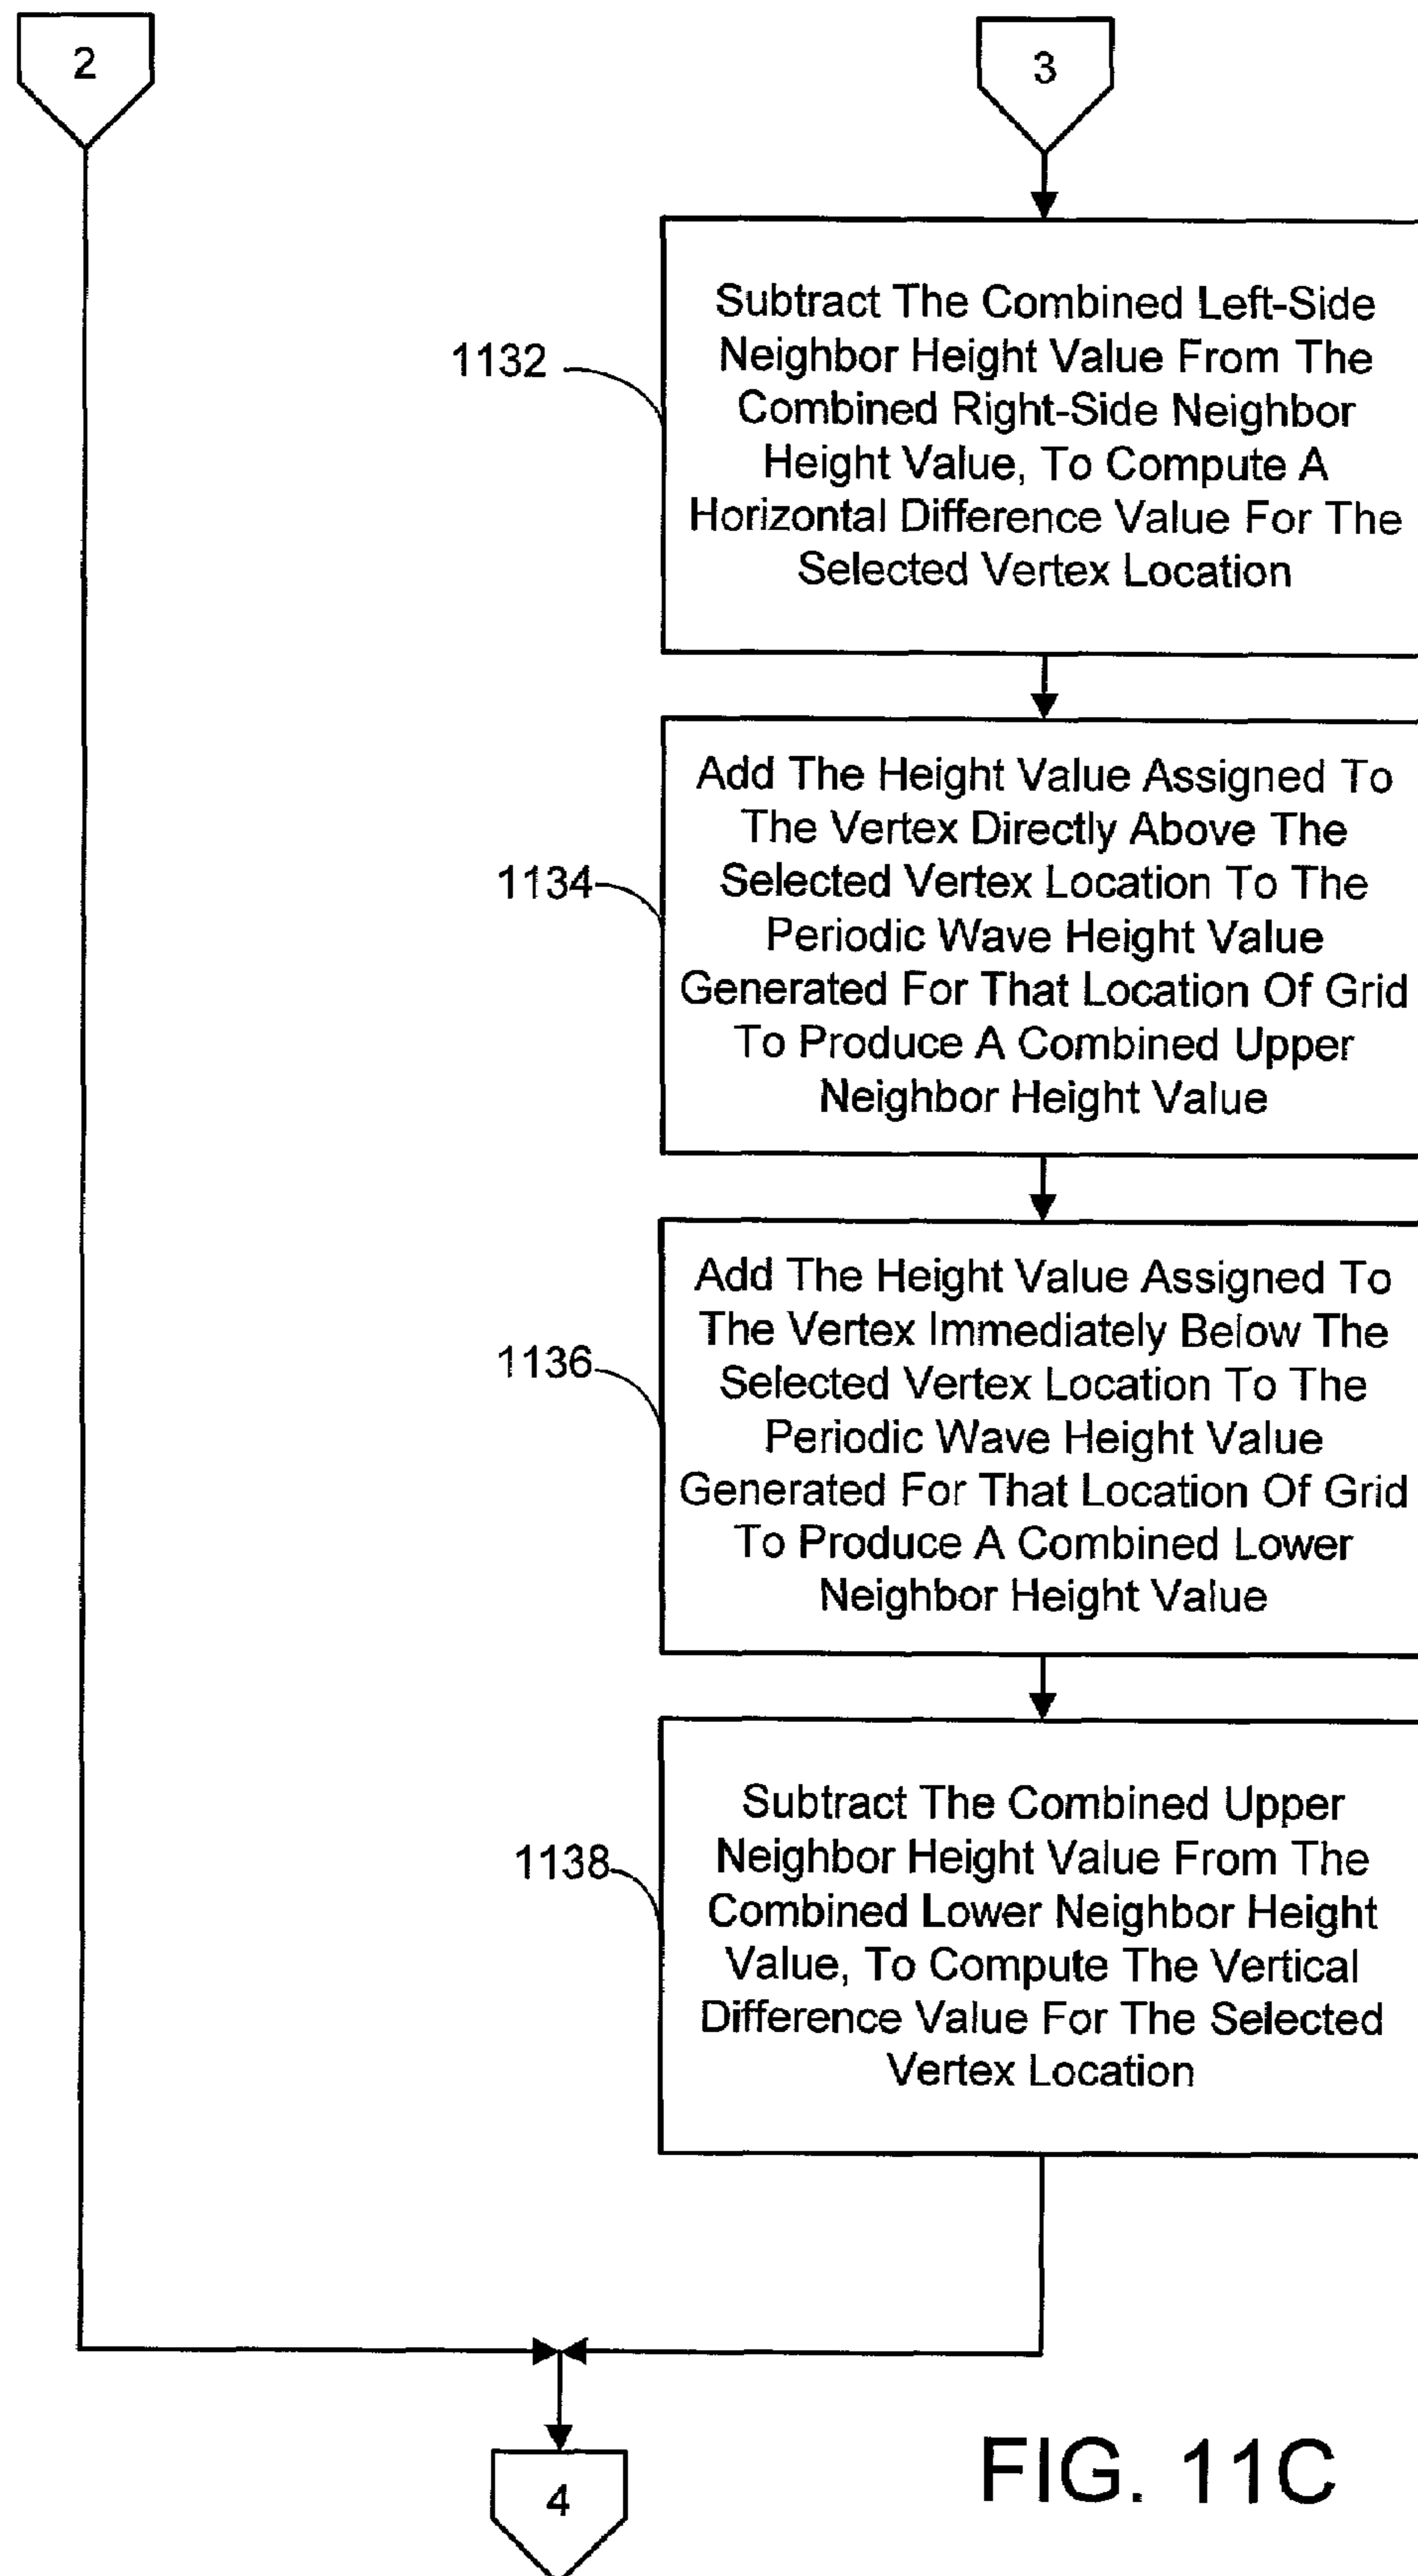 2
3
1132
Subtract The Combined Left-Side
Neighbor Height Value From The
Combined Right-Side Neighbor
Height Value, To Compute A
Horizontal Difference Value For The
Selected Vertex Location
1134
Add The Height Value Assigned To
The Vertex Directly Above The
Selected Vertex Location To The
Periodic Wave Height Value
Generated For That Location Of Grid
To Produce A Combined Upper
Neighbor Height Value
1136
Add The Height Value Assigned To
The Vertex Immediately Below The
Selected Vertex Location To The
Periodic Wave Height Value
Generated For That Location Of Grid
To Produce A Combined Lower
Neighbor Height Value
1138
Subtract The Combined Upper
Neighbor Height Value From The
Combined Lower Neighbor Height
Value, To Compute The Vertical
Difference Value For The Selected
Vertex Location
4
FIG. 11C